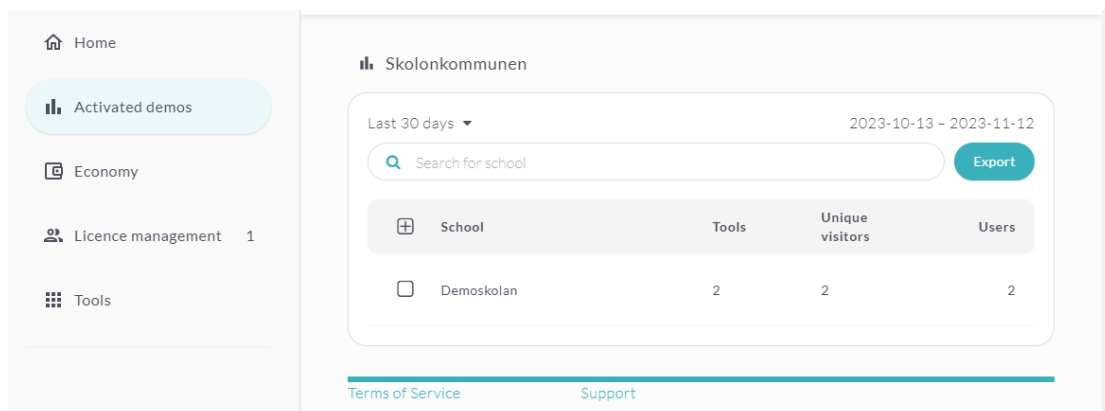 Home
Activated demos
Economy
Licence management 1
Tools
Skolonkommunen
Last 30 days 2023-10-13 – 2023-11-12
Search for school Export
School Tools Unique visitors Users
Demoskolan 2 2 2
Terms of Service Support